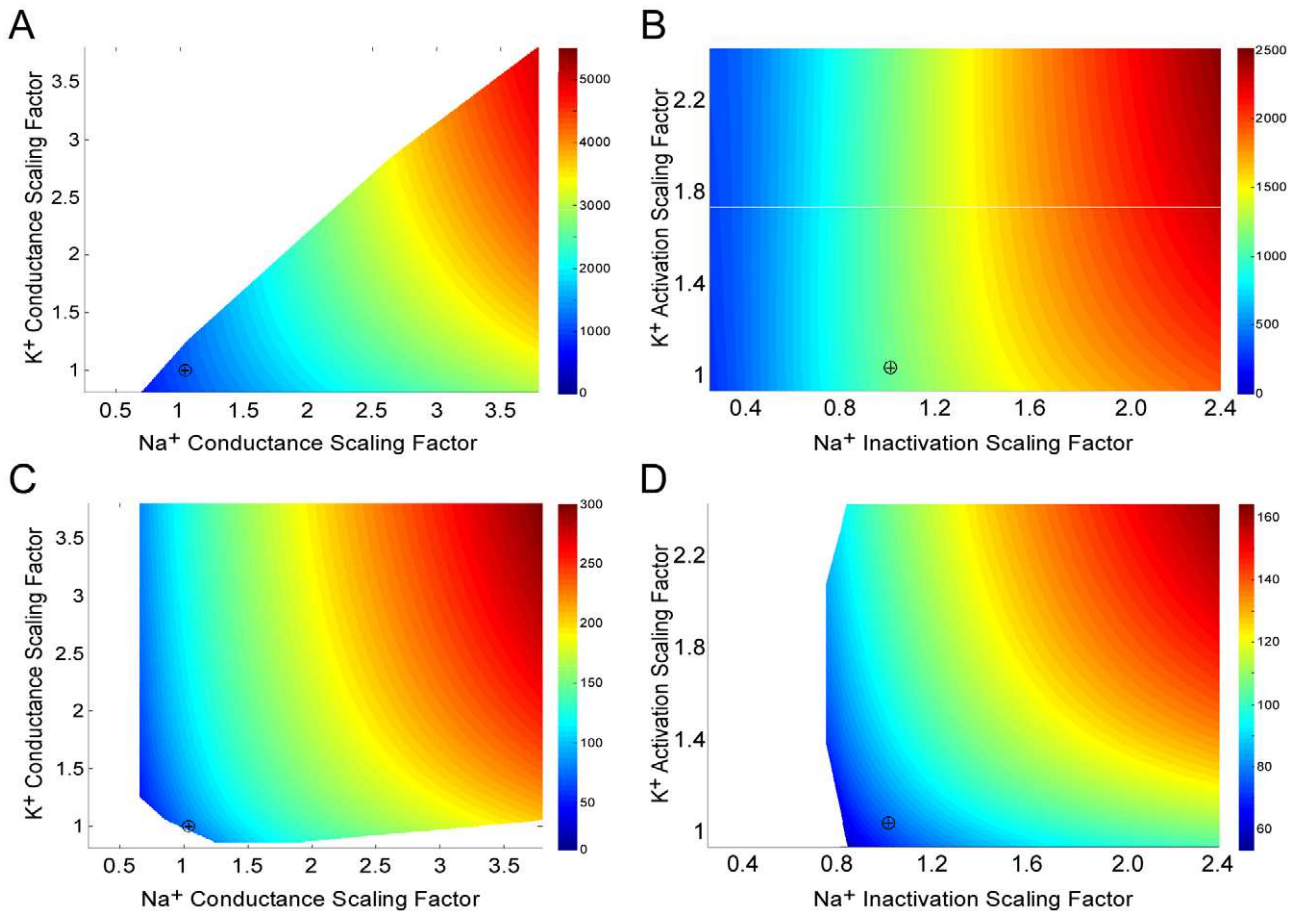 A
K+ Conductance Scaling Factor
3.5
3
2.5
2
1.5
1
0.5 1 1.5 2 2.5 3 3.5
Na+ Conductance Scaling Factor
5000
4000
3000
2000
1000
0
B
K+ Activation Scaling Factor
2.2
1.8
1.4
1
0.4 0.8 1.2 1.6 2.0 2.4
Na+ Inactivation Scaling Factor
2500
2000
1500
1000
500
0
C
K+ Conductance Scaling Factor
3.5
3
2.5
2
1.5
1
0.5 1 1.5 2 2.5 3 3.5
Na+ Conductance Scaling Factor
300
250
200
150
100
50
0
D
K+ Activation Scaling Factor
2.2
1.8
1.4
1
0.4 0.8 1.2 1.6 2.0 2.4
Na+ Inactivation Scaling Factor
160
140
120
100
80
60